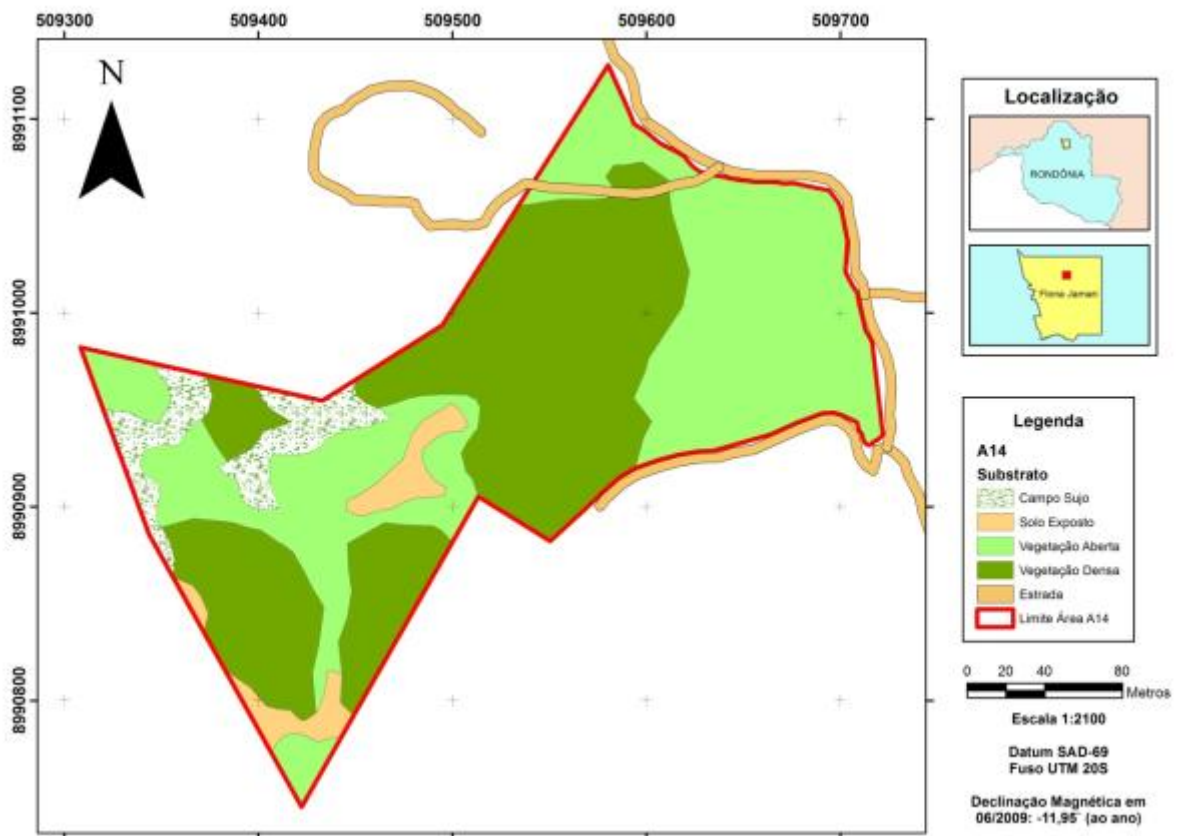 509300 509400 509500 509600 509700
N
8991100
8991000
8990900
8990800
Localização
RONDÔNIA
Flona Jamari
Legenda
A14
Substrato
Campo Sujo
Solo Exposto
Vegetação Aberta
Vegetação Densa
Estrada
Limite Área A14
0 20 40 80
Metros
Escala 1:2100
Datum SAD-69
Fuso UTM 20S
Declinação Magnética em
06/2009: -11,95° (ao ano)